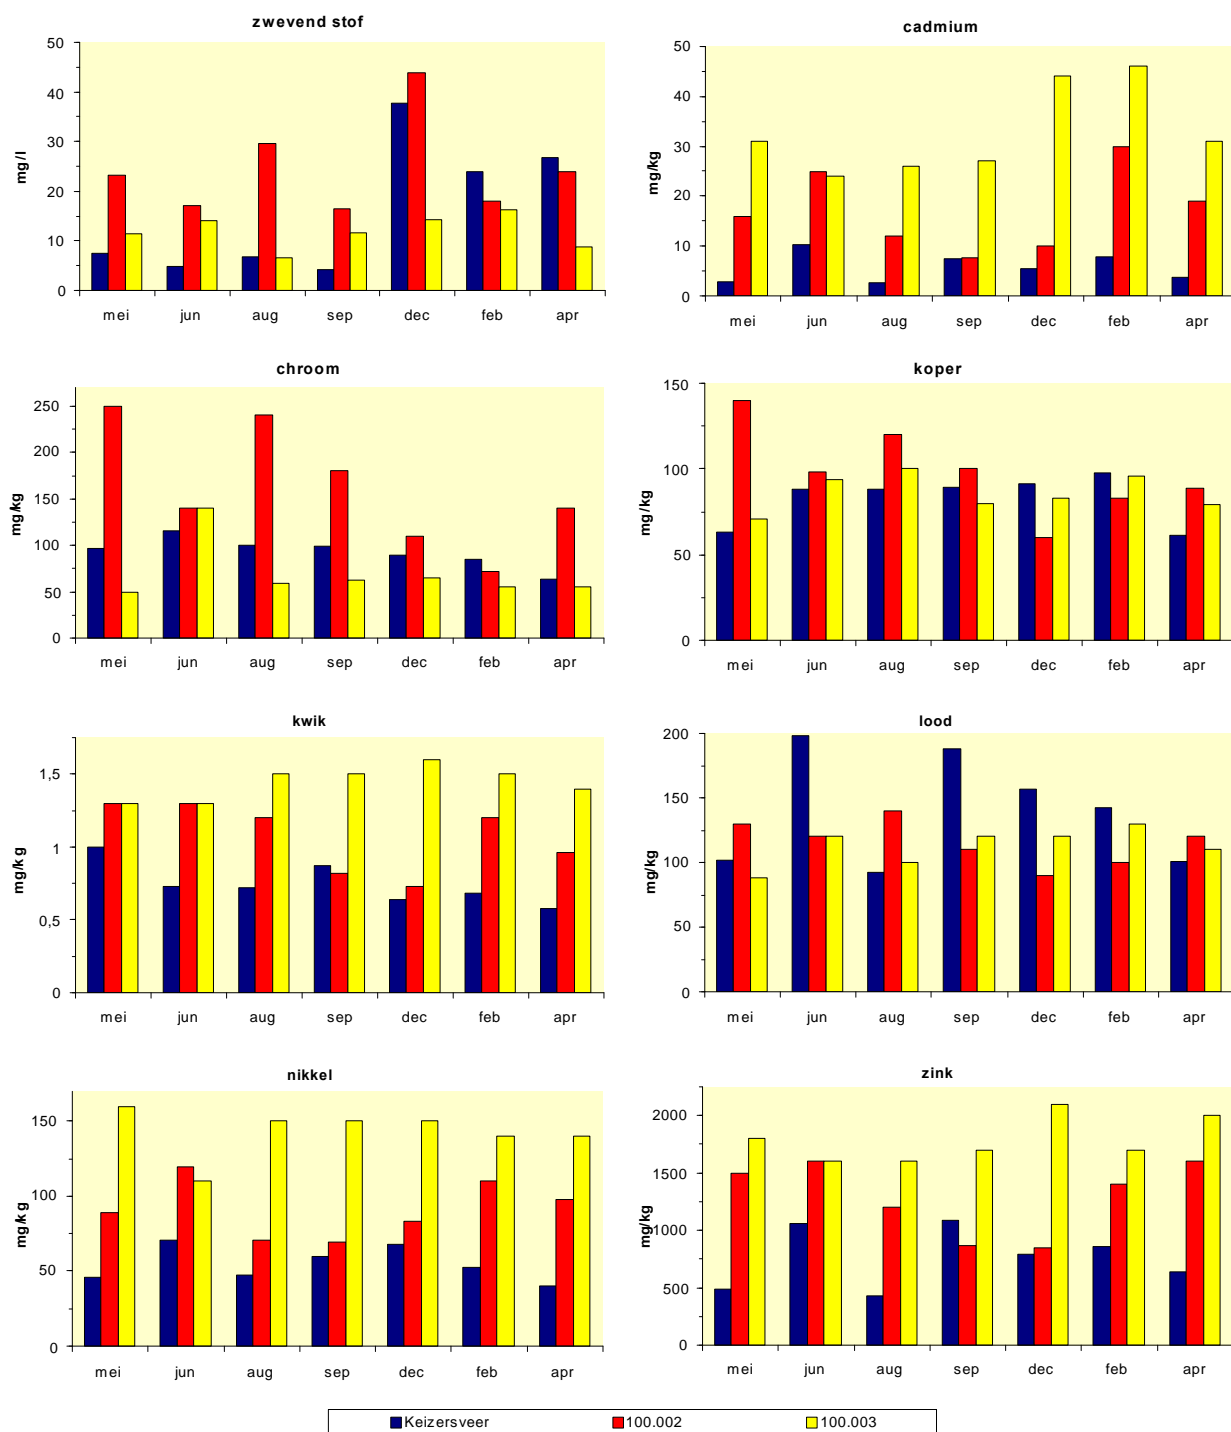 zwevend stof
50
40
30
20
10
0
mg/l
mei jun aug sep dec feb apr
cadmium
50
40
30
20
10
0
mg/kg
mei jun aug sep dec feb apr
chroom
250
200
150
100
50
0
mg/kg
mei jun aug sep dec feb apr
koper
150
100
50
0
mg/kg
mei jun aug sep dec feb apr
kwik
1,5
1
0,5
0
mg/kg
mei jun aug sep dec feb apr
lood
200
150
100
50
0
mg/kg
mei jun aug sep dec feb apr
nikkel
150
100
50
0
mg/kg
mei jun aug sep dec feb apr
zink
2000
1500
1000
500
0
mg/kg
mei jun aug sep dec feb apr
Keizersveer 100.002 100.003